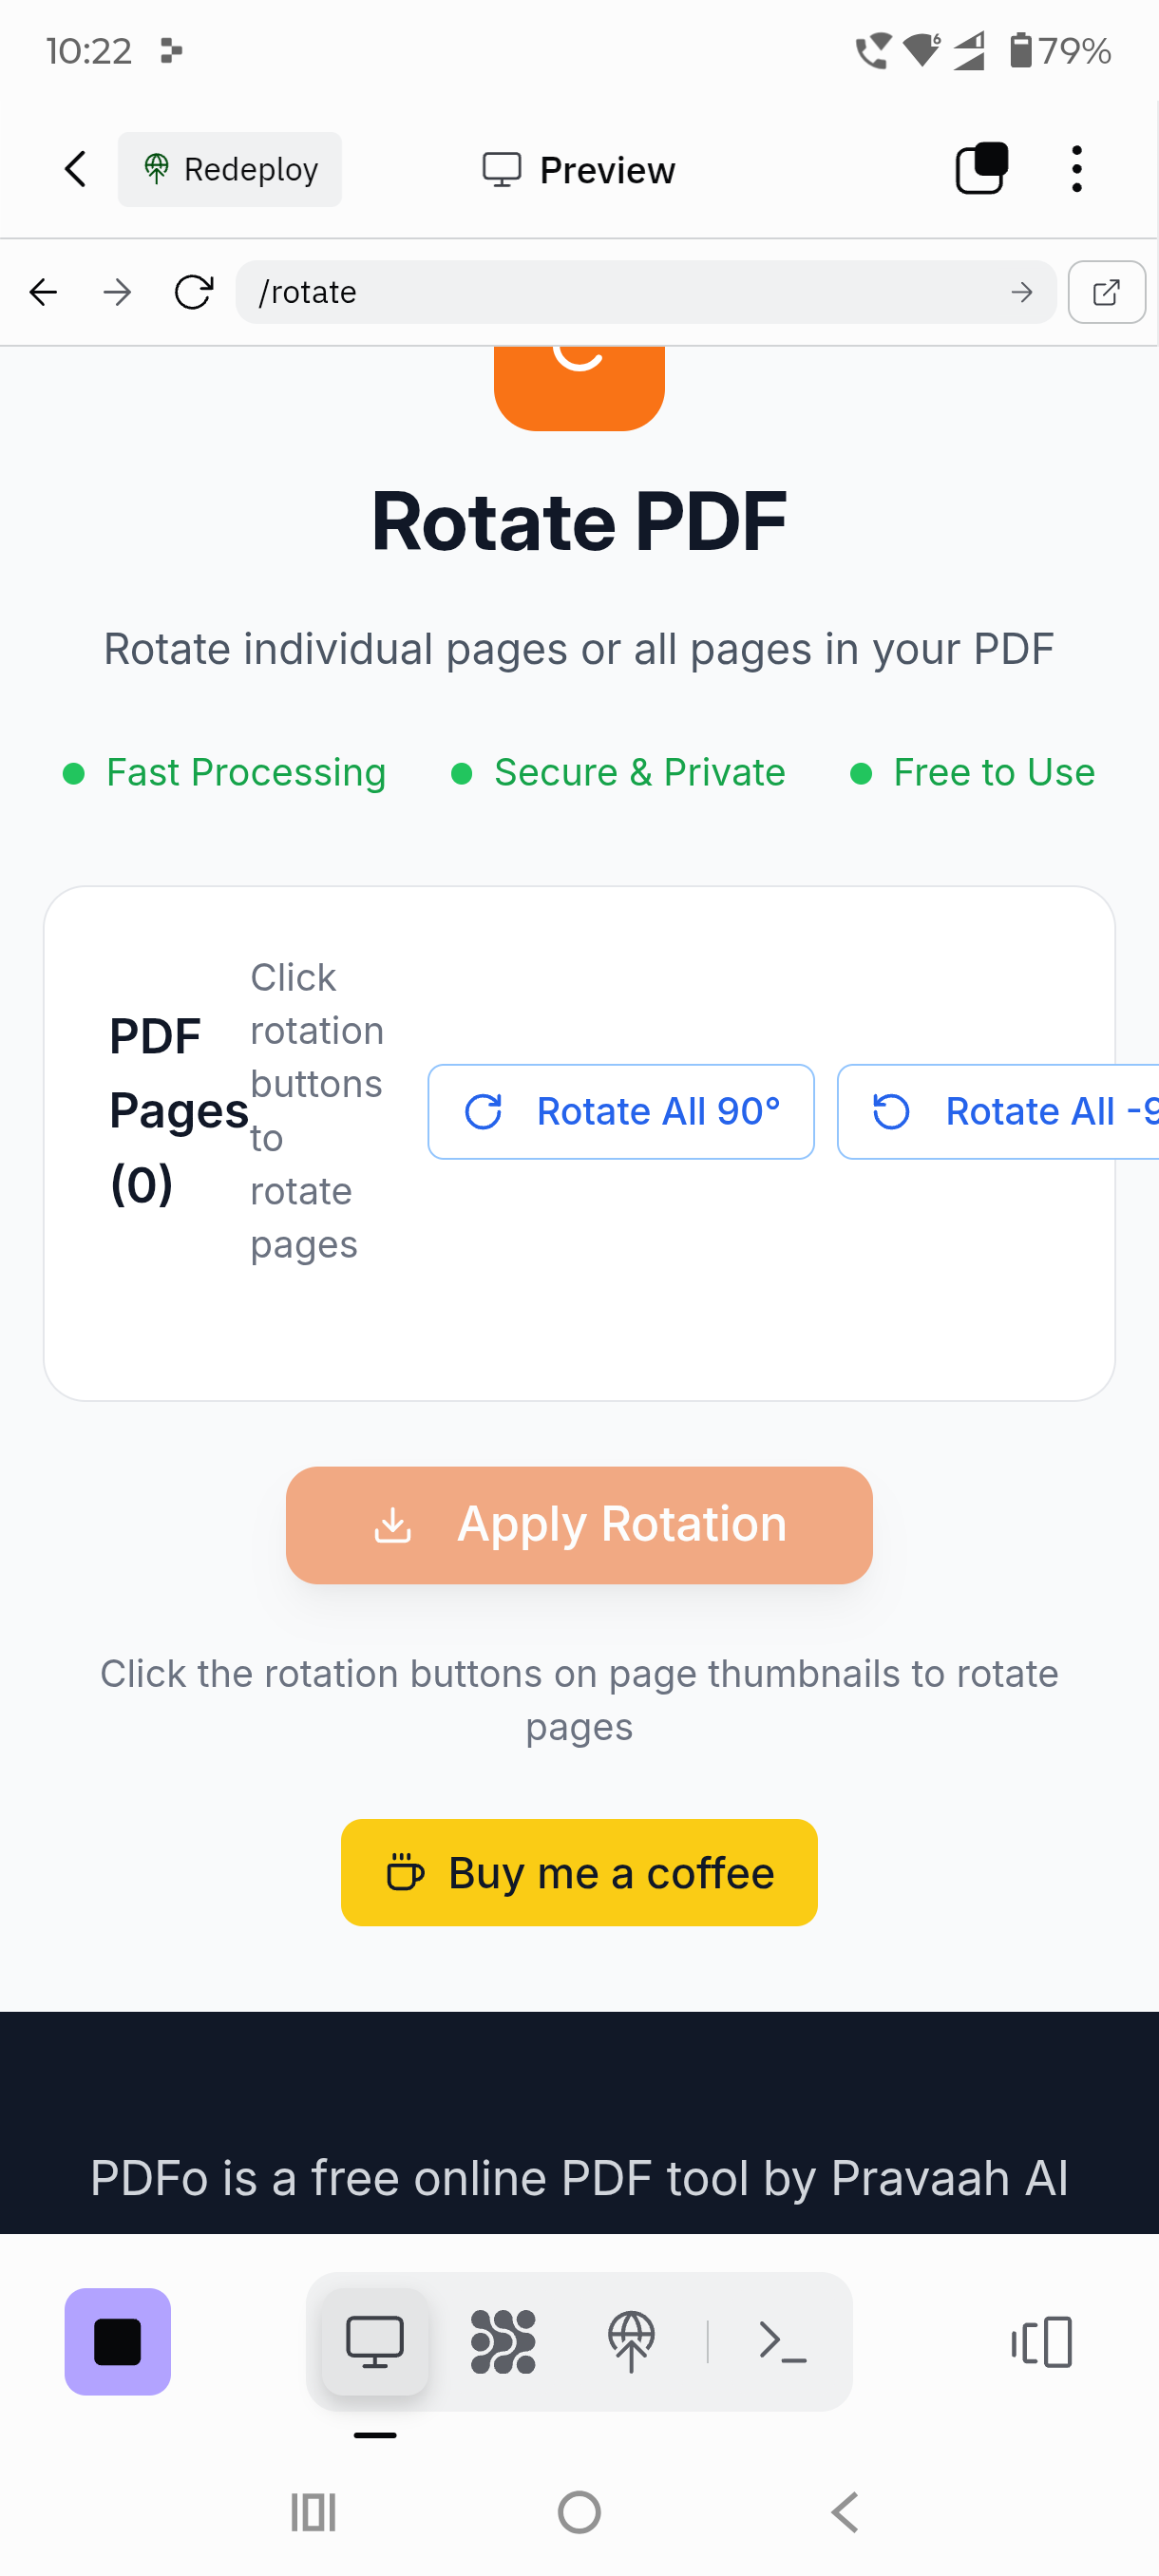 10:22
79%
Redeploy
Preview
/rotate
Rotate PDF
Rotate individual pages or all pages in your PDF
Fast Processing
Secure & Private
Free to Use
PDF
Pages
(0)
Click
rotation
buttons
to
rotate
pages
Rotate All 90°
Rotate All -9
Apply Rotation
Click the rotation buttons on page thumbnails to rotate
pages
Buy me a coffee
PDFo is a free online PDF tool by Pravaah AI